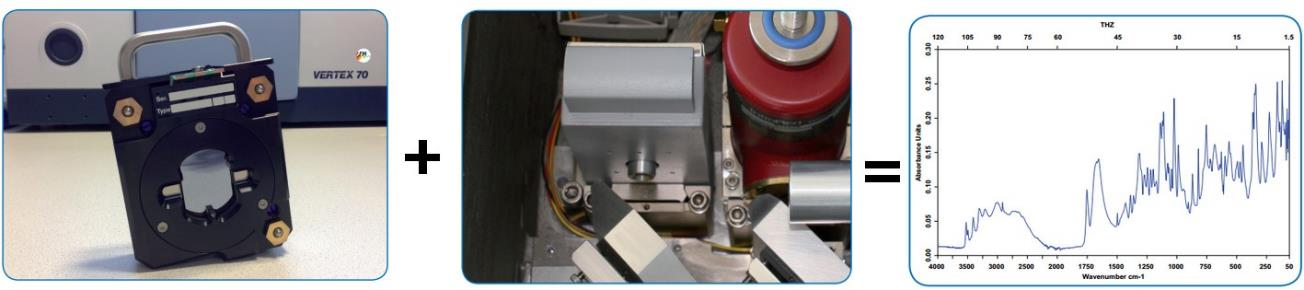 VERTEX 70
Ser.
Type
+
=
THZ
120 105 90 75 60 45 30 15 1.5
Absorbance Units
0.00 0.05 0.10 0.15 0.20 0.25 0.30
4000 3500 3000 2500 2000 1750 1500 1250 1000 750 500 250 50
Wavenumber cm-1